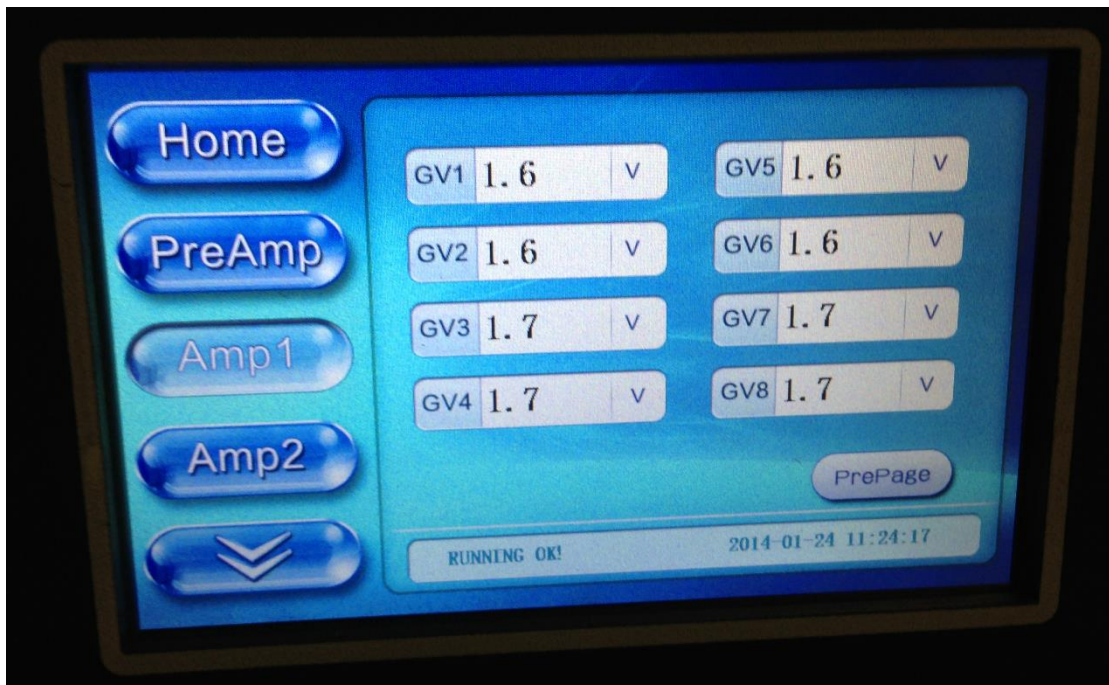 Home
PreAmp
Amp1
Amp2
GV1 1.6 V
GV2 1.6 V
GV3 1.7 V
GV4 1.7 V
GV5 1.6 V
GV6 1.6 V
GV7 1.7 V
GV8 1.7 V
PrePage
RUNNING OK! 2014-01-24 11:24:17